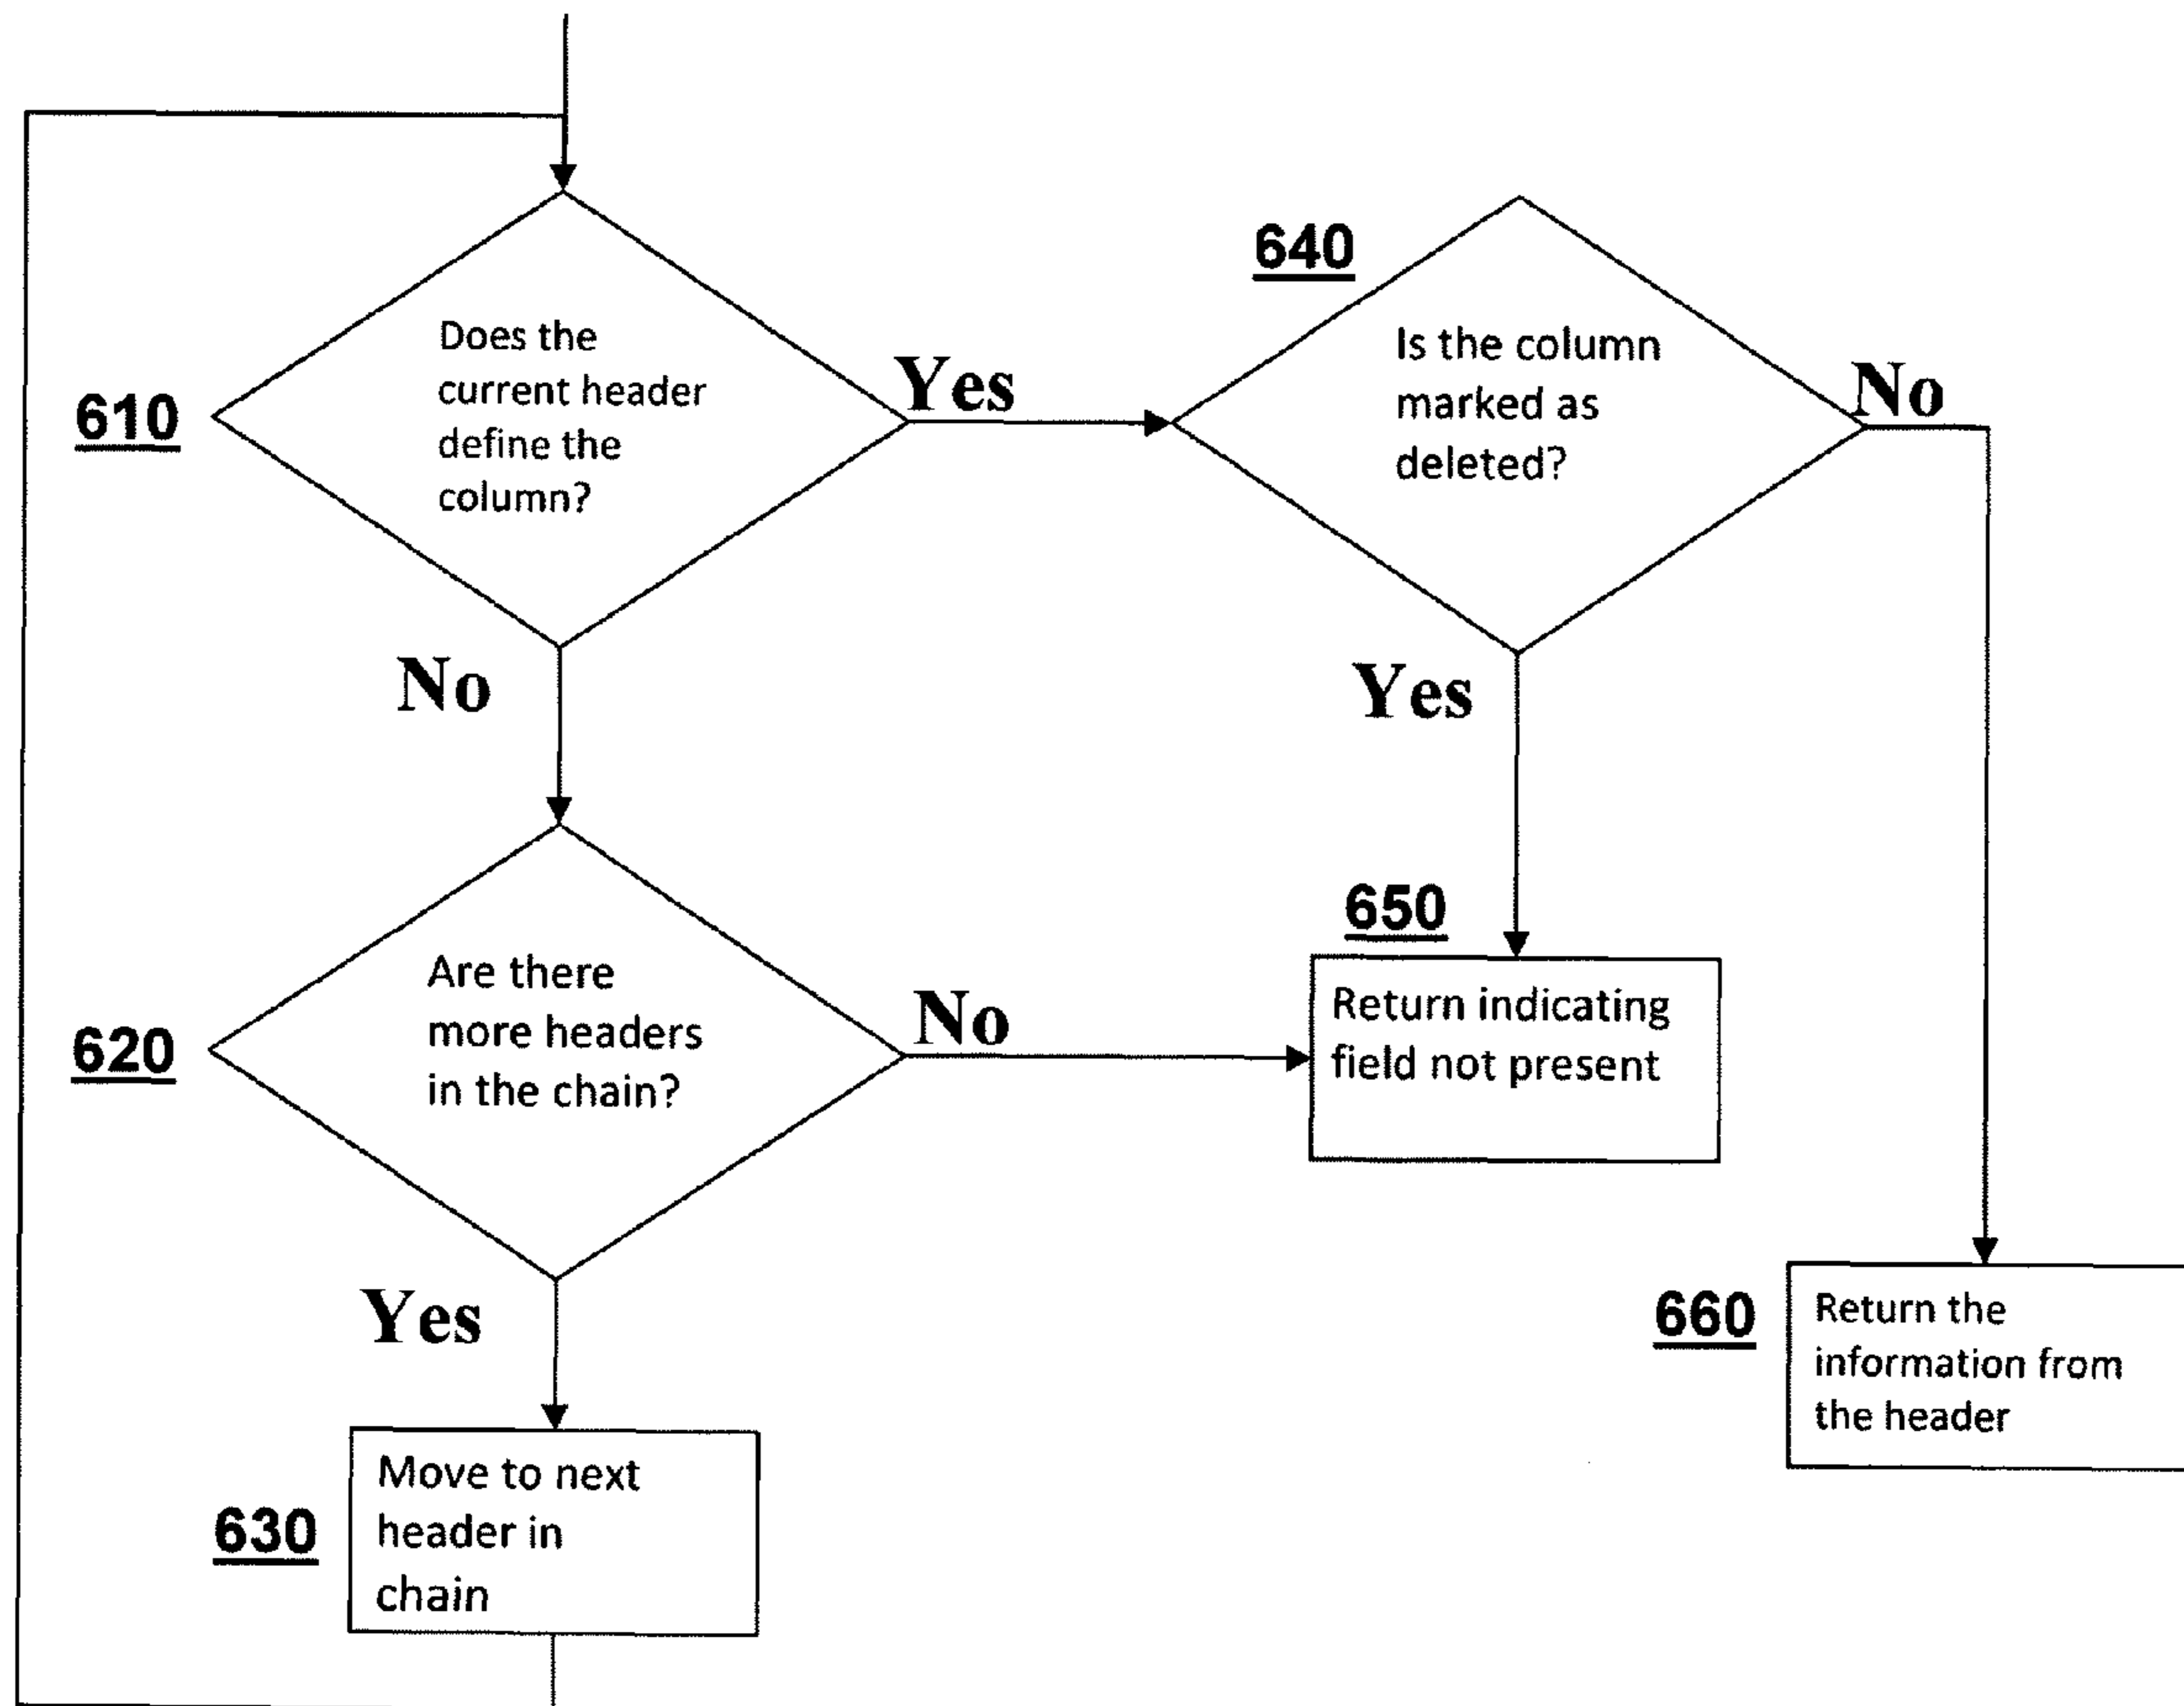 640
Does the
current header
define the
column?
610
Yes
Is the column
marked as
deleted?
No
No
Yes
650
Are there
more headers
in the chain?
620
No
Return indicating
field not present
Yes
660
Return the
information from
the header
Move to next
header in
chain
630